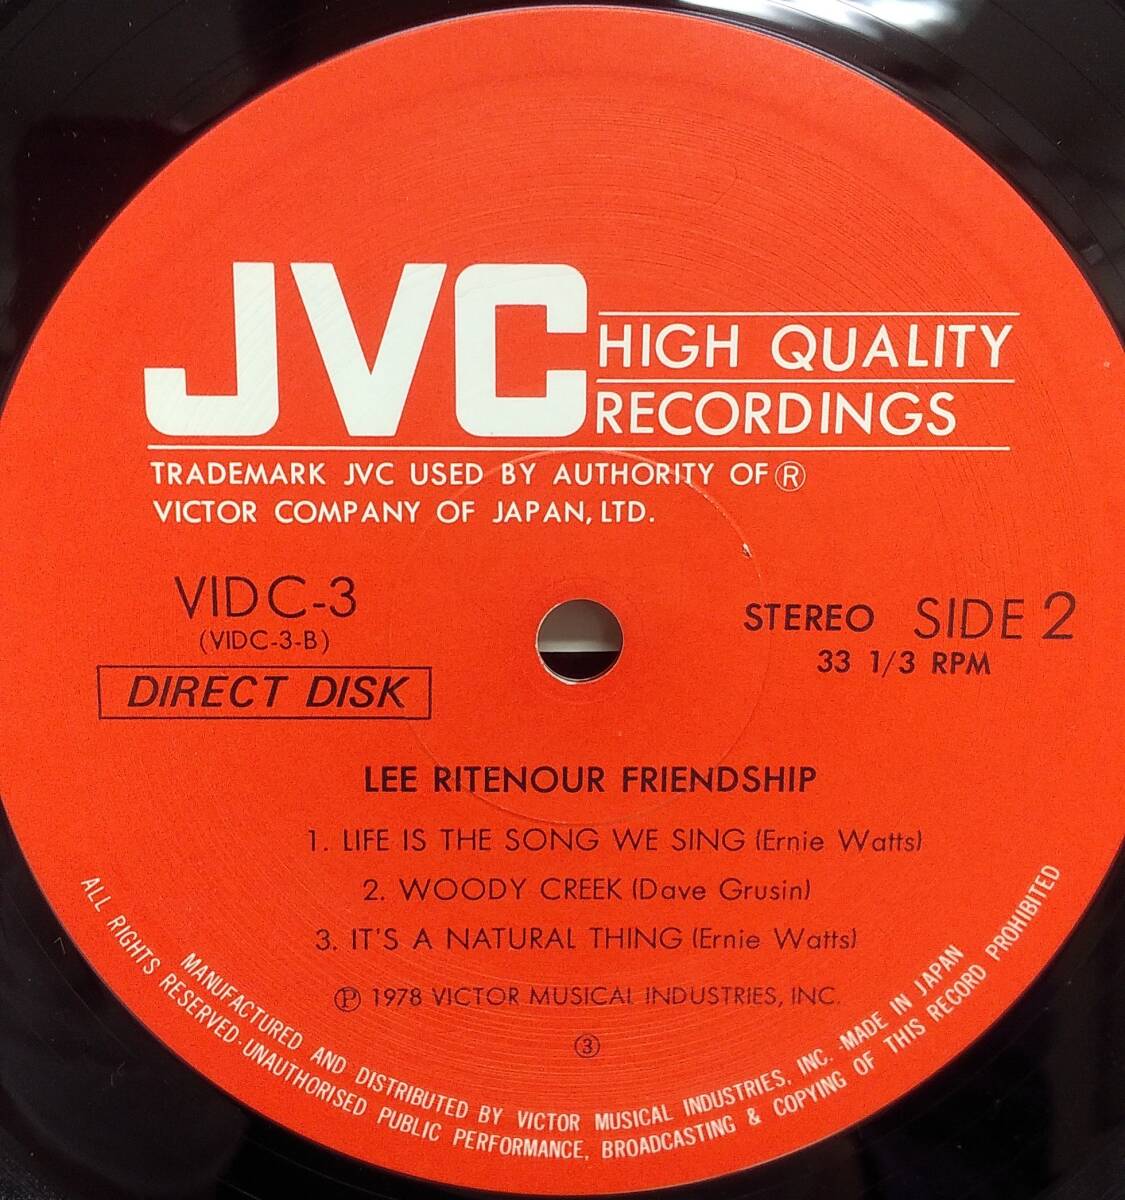 JVC HIGH QUALITY
RECORDINGS
TRADEMARK JVC USED BY AUTHORITY OF ®
VICTOR COMPANY OF JAPAN, LTD.
VIDC-3
(VIDC-3-B)
DIRECT DISK
STEREO SIDE 2
33 1/3 RPM
LEE RITENOUR FRIENDSHIP
1. LIFE IS THE SONG WE SING (Ernie Watts)
2. WOODY CREEK (Dave Grusin)
3. IT'S A NATURAL THING (Ernie Watts)
℗ 1978 VICTOR MUSICAL INDUSTRIES, INC.
③
MANUFACTURED AND DISTRIBUTED BY VICTOR MUSICAL INDUSTRIES, INC. MADE IN JAPAN
ALL RIGHTS RESERVED·UNAUTHORISED PUBLIC PERFORMANCE, BROADCASTING & COPYING OF THIS RECORD PROHIBITED